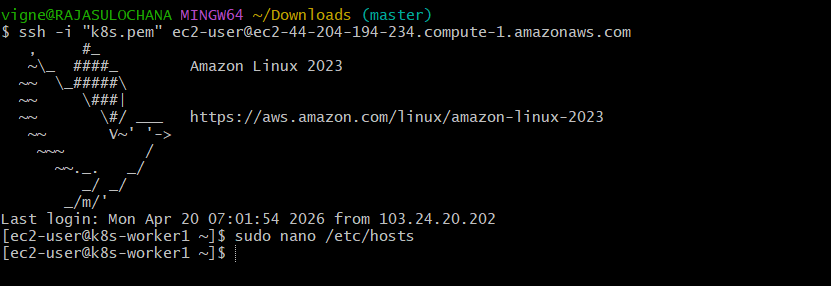 vigne@RAJASULOCHANA MINGW64 ~/Downloads (master)
$ ssh -i "k8s.pem" ec2-user@ec2-44-204-194-234.compute-1.amazonaws.com
   ,     #_
   ~\_  ####_        Amazon Linux 2023
  ~~  \_#####\
  ~~     \###|
  ~~       \#/ ___   https://aws.amazon.com/linux/amazon-linux-2023
   ~~       V~' '->
    ~~~         /
      ~~._.   _/
         _/ _/
       _/m/'
Last login: Mon Apr 20 07:01:54 2026 from 103.24.20.202
[ec2-user@k8s-worker1 ~]$ sudo nano /etc/hosts
[ec2-user@k8s-worker1 ~]$